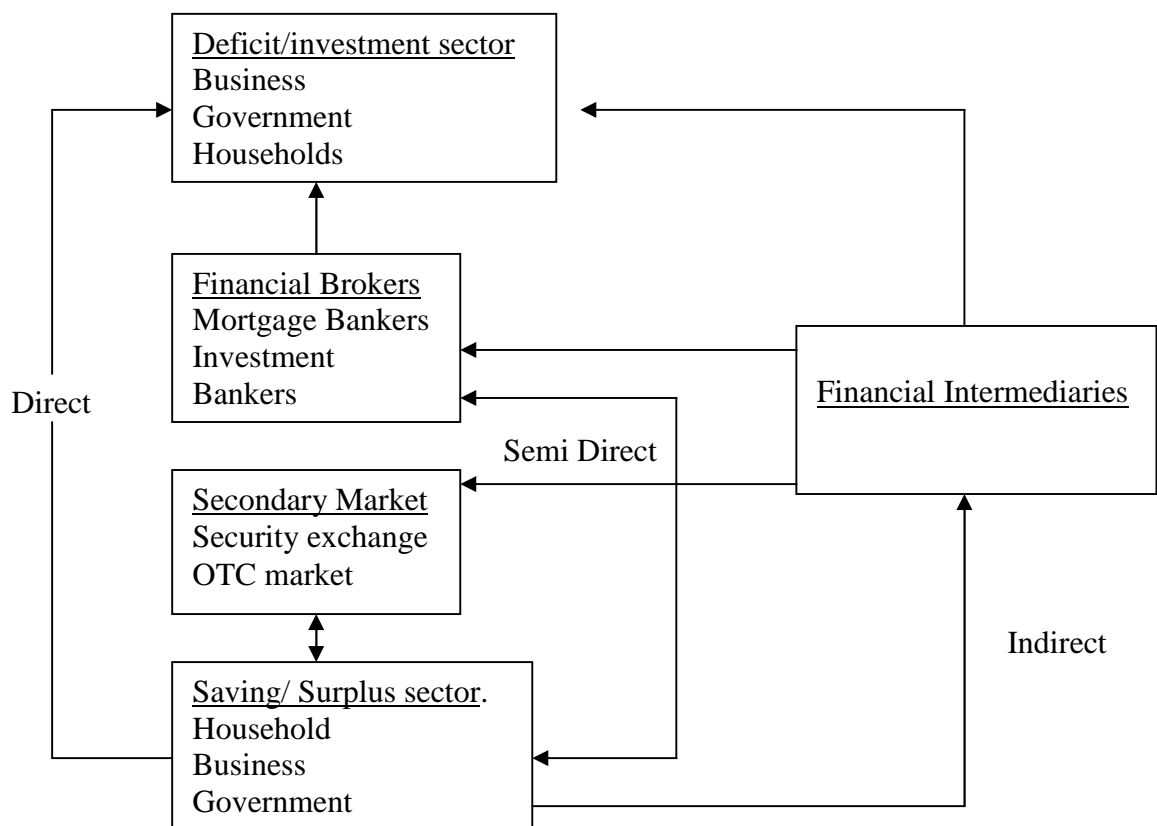 Deficit/investment sector
Business
Government
Households
Financial Brokers
Mortgage Bankers
Investment
Bankers
Financial Intermediaries
Direct
Semi Direct
Secondary Market
Security exchange
OTC market
Indirect
Saving/ Surplus sector.
Household
Business
Government